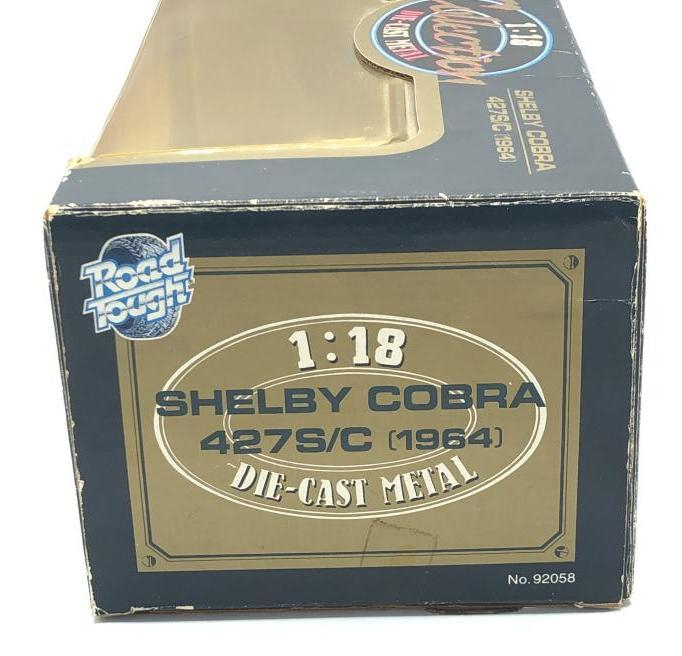 1:18
DIE-CAST METAL
SHELBY COBRA
427S/C (1964)
Road
Tough
1:18
SHELBY COBRA
427S/C (1964)
DIE-CAST METAL
No. 92058